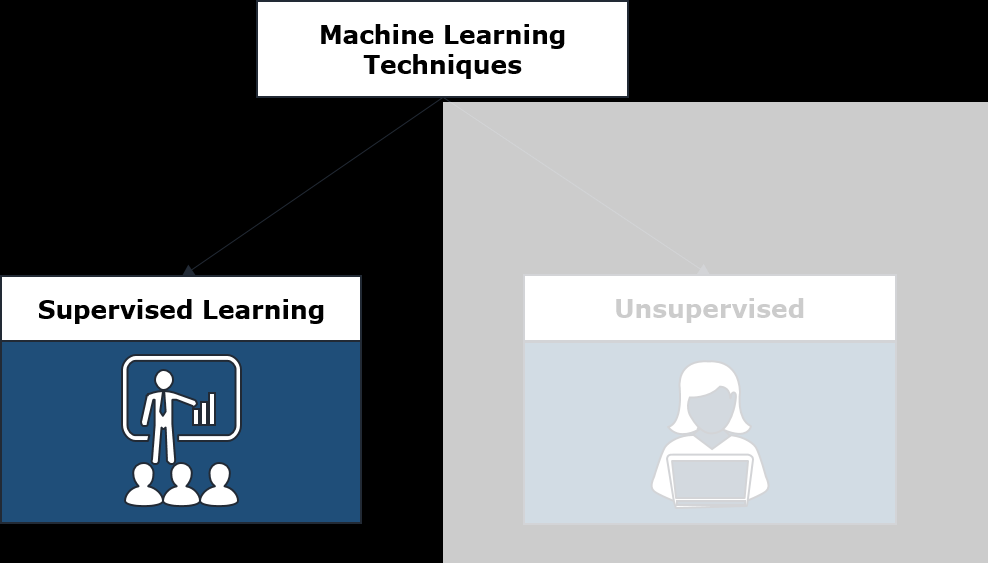 Machine Learning
Techniques
Supervised Learning
Unsupervised